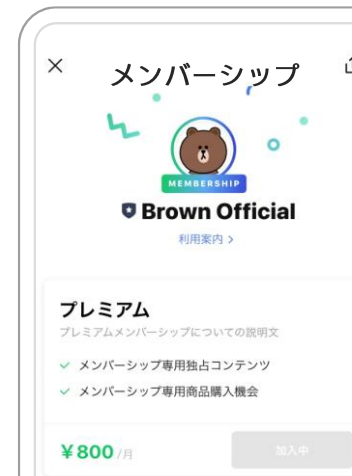 メンバーシップ
MEMBERSHIP
Brown Official
利用案内 >
プレミアム
プレミアムメンバーシップについての説明文
メンバーシップ専用独占コンテンツ
メンバーシップ専用商品購入機会
¥800 /月
加入中